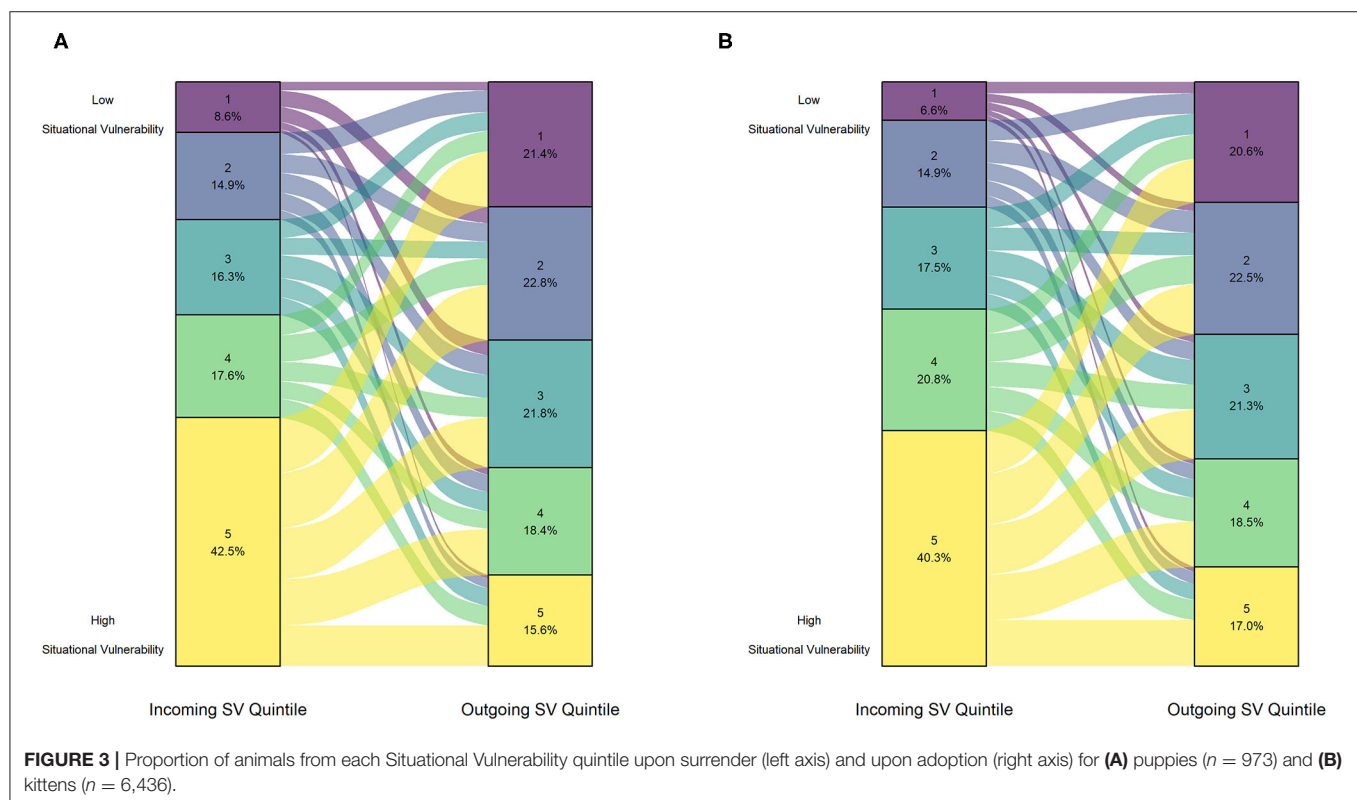 A
Low
Situational Vulnerability
1
8.6%
2
14.9%
3
16.3%
4
17.6%
5
42.5%
High
Situational Vulnerability
1
21.4%
2
22.8%
3
21.8%
4
18.4%
5
15.6%
Incoming SV Quintile
Outgoing SV Quintile
B
Low
Situational Vulnerability
1
6.6%
2
14.9%
3
17.5%
4
20.8%
5
40.3%
High
Situational Vulnerability
1
20.6%
2
22.5%
3
21.3%
4
18.5%
5
17.0%
Incoming SV Quintile
Outgoing SV Quintile
FIGURE 3 | Proportion of animals from each Situational Vulnerability quintile upon surrender (left axis) and upon adoption (right axis) for (A) puppies (n = 973) and (B)
kittens (n = 6,436).